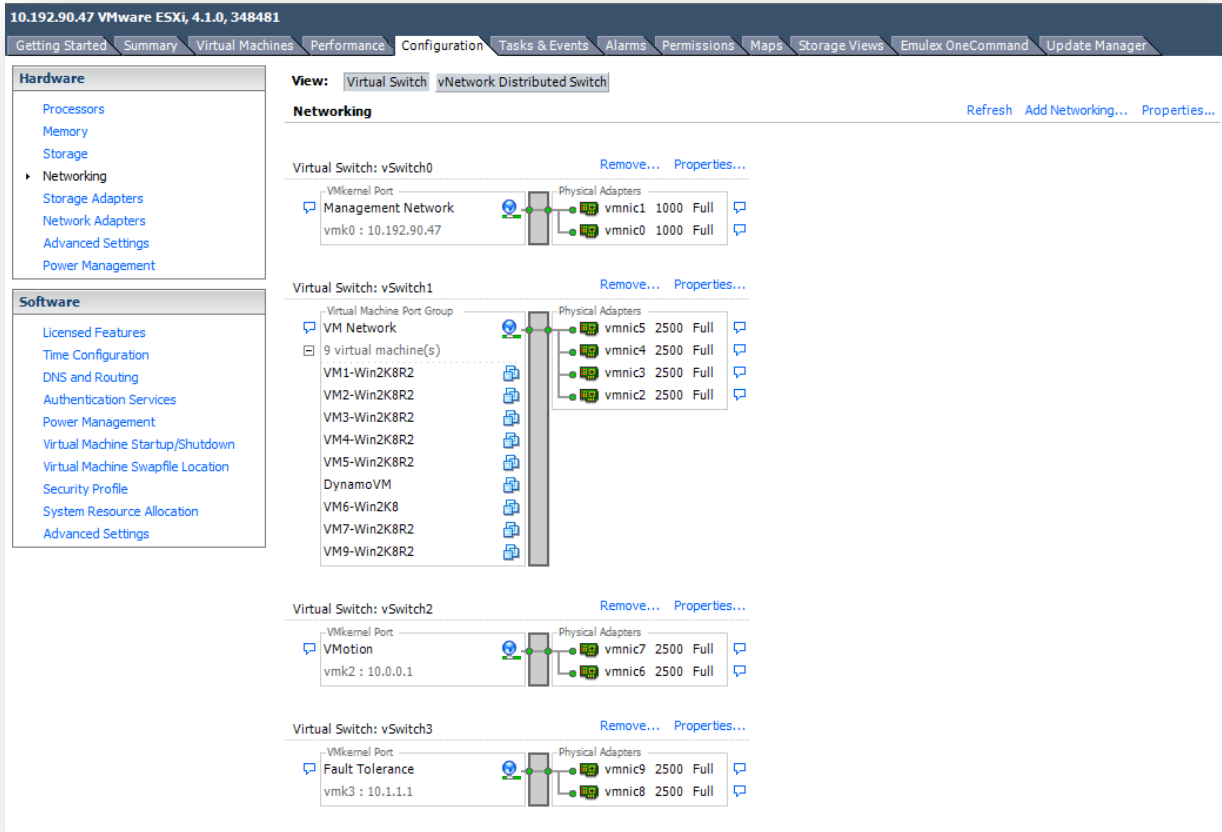 10.192.90.47 VMware ESXi, 4.1.0, 348481
Getting Started Summary Virtual Machines Performance Configuration Tasks & Events Alarms Permissions Maps Storage Views Emulex OneCommand Update Manager
Hardware
Processors
Memory
Storage
Networking
Storage Adapters
Network Adapters
Advanced Settings
Power Management
Software
Licensed Features
Time Configuration
DNS and Routing
Authentication Services
Power Management
Virtual Machine Startup/Shutdown
Virtual Machine Swapfile Location
Security Profile
System Resource Allocation
Advanced Settings
View: Virtual Switch vNetwork Distributed Switch
Networking Refresh Add Networking... Properties...
Virtual Switch: vSwitch0 Remove... Properties...
VMkernel Port Physical Adapters
Management Network vmnic1 1000 Full
vmk0 : 10.192.90.47 vmnic0 1000 Full
Virtual Switch: vSwitch1 Remove... Properties...
Virtual Machine Port Group Physical Adapters
VM Network vmnic5 2500 Full
9 virtual machine(s) vmnic4 2500 Full
VM1-Win2K8R2 vmnic3 2500 Full
VM2-Win2K8R2 vmnic2 2500 Full
VM3-Win2K8R2
VM4-Win2K8R2
VM5-Win2K8R2
DynamoVM
VM6-Win2K8
VM7-Win2K8R2
VM9-Win2K8R2
Virtual Switch: vSwitch2 Remove... Properties...
VMkernel Port Physical Adapters
VMotion vmnic7 2500 Full
vmk2 : 10.0.0.1 vmnic6 2500 Full
Virtual Switch: vSwitch3 Remove... Properties...
VMkernel Port Physical Adapters
Fault Tolerance vmnic9 2500 Full
vmk3 : 10.1.1.1 vmnic8 2500 Full